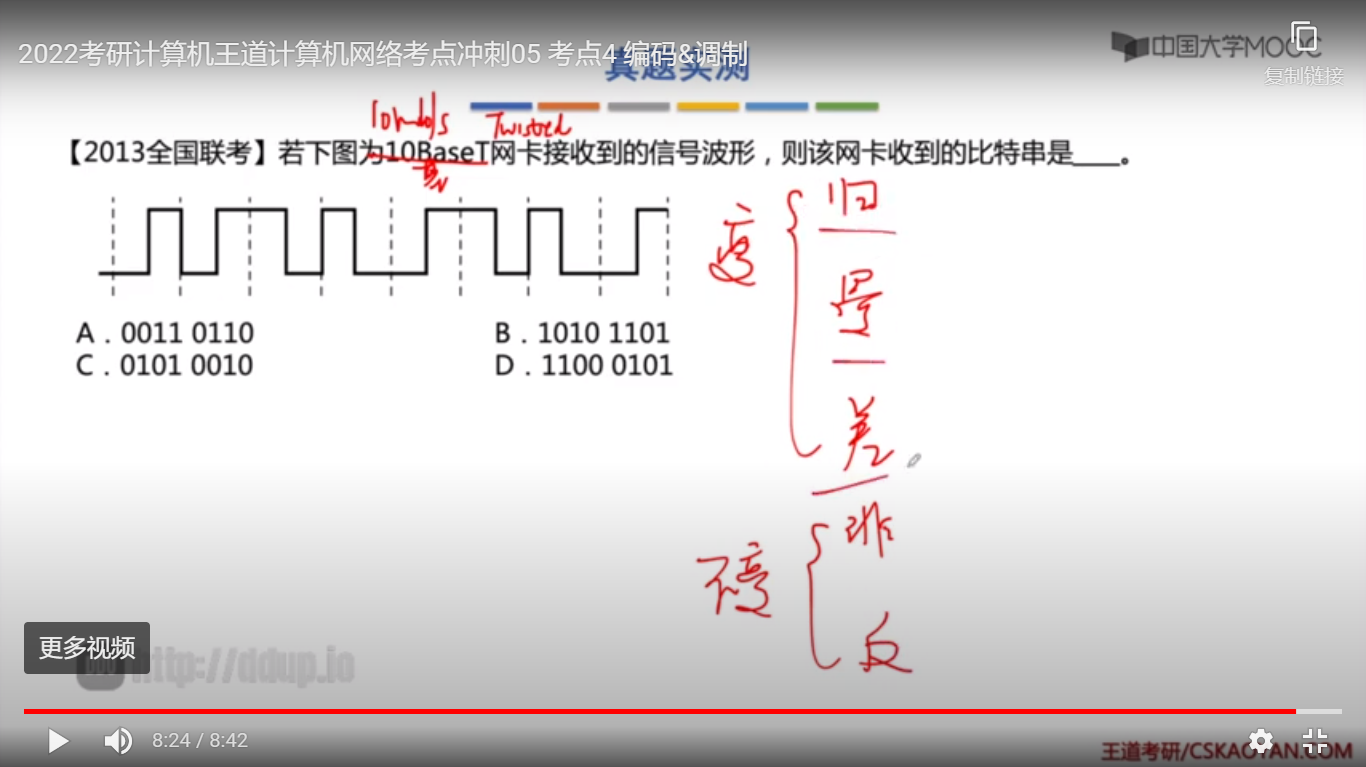 2022考研计算机王道计算机网络考点冲刺05 考点4 编码&调制
真题实测
中国大学MOOC
复制链接
10Mb/s Twisted
【2013全国联考】若下图为10BaseT网卡接收到的信号波形，则该网卡收到的比特串是____。
基
归
曼
差
A．0011 0110
B．1010 1101
C．0101 0010
D．1100 0101
非
反
更多视频
http://ddup.io
8:24 / 8:42
王道考研/CSKAOYAN.COM